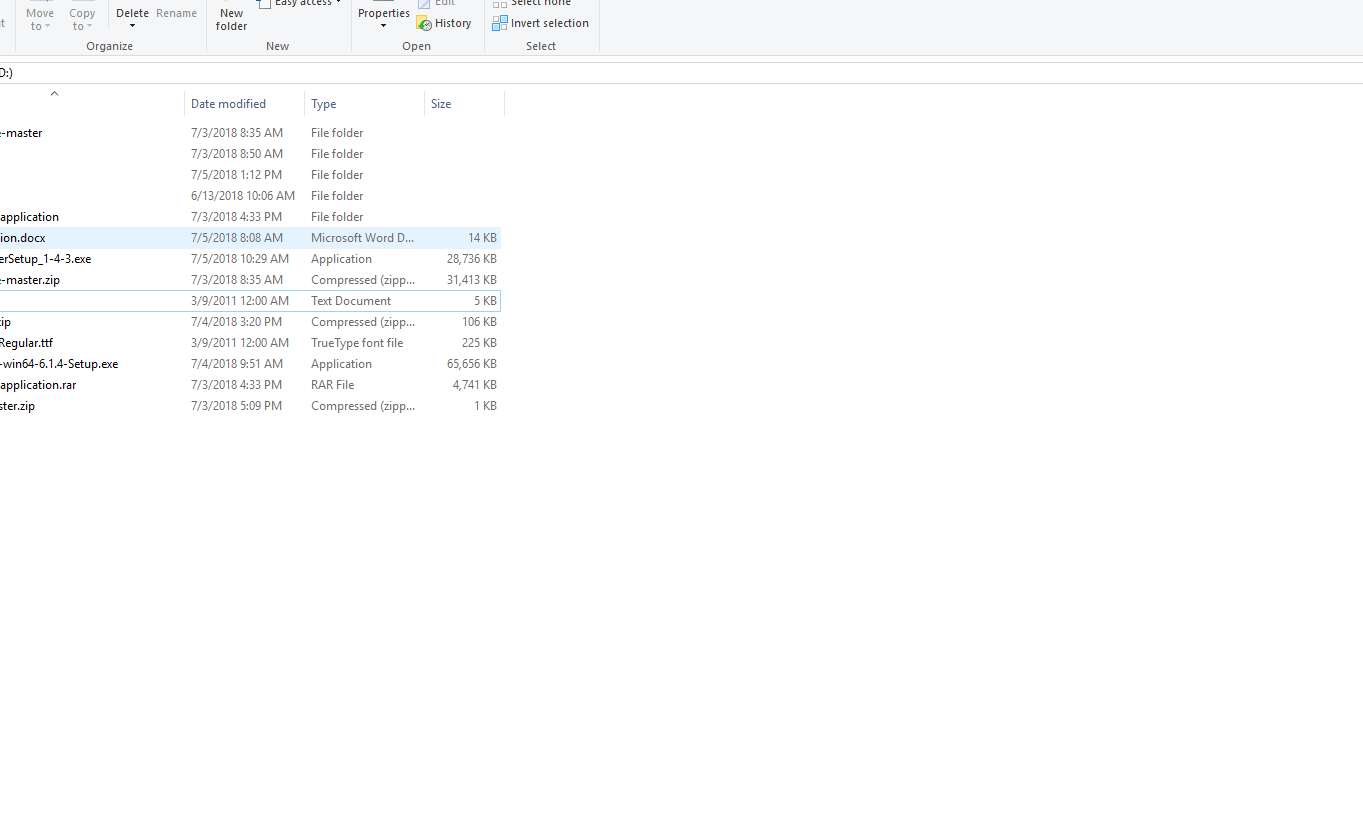 Easy access
Edit
Select none
Move to
Copy to
Delete
Rename
New folder
Properties
History
Invert selection
Organize
New
Open
Select
D:)
Date modified
Type
Size
-master 7/3/2018 8:35 AM File folder
7/3/2018 8:50 AM File folder
7/5/2018 1:12 PM File folder
6/13/2018 10:06 AM File folder
application 7/3/2018 4:33 PM File folder
ion.docx 7/5/2018 8:08 AM Microsoft Word D... 14 KB
erSetup_1-4-3.exe 7/5/2018 10:29 AM Application 28,736 KB
-master.zip 7/3/2018 8:35 AM Compressed (zipp... 31,413 KB
3/9/2011 12:00 AM Text Document 5 KB
zip 7/4/2018 3:20 PM Compressed (zipp... 106 KB
Regular.ttf 3/9/2011 12:00 AM TrueType font file 225 KB
-win64-6.1.4-Setup.exe 7/4/2018 9:51 AM Application 65,656 KB
application.rar 7/3/2018 4:33 PM RAR File 4,741 KB
ster.zip 7/3/2018 5:09 PM Compressed (zipp... 1 KB